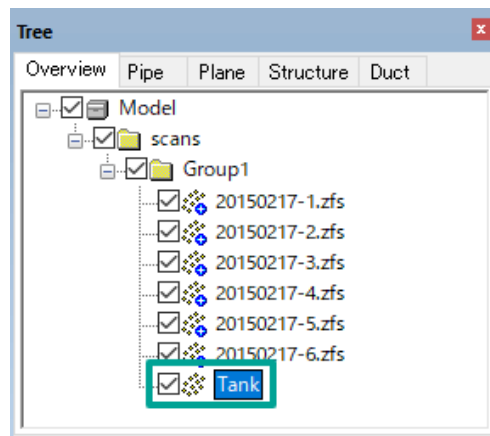 Tree
Overview Pipe Plane Structure Duct
Model
scans
Group1
20150217-1.zfs
20150217-2.zfs
20150217-3.zfs
20150217-4.zfs
20150217-5.zfs
20150217-6.zfs
Tank